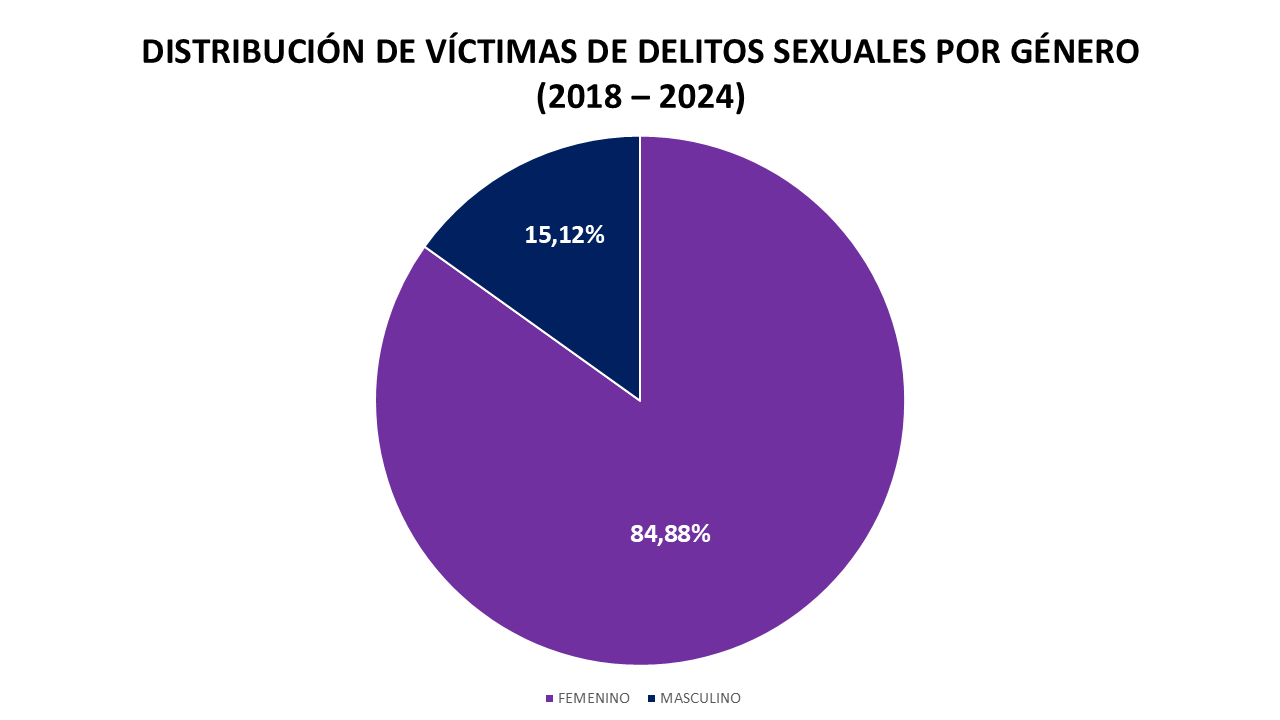 DISTRIBUCIÓN DE VÍCTIMAS DE DELITOS SEXUALES POR GÉNERO
(2018 – 2024)
15,12%
84,88%
FEMENINO MASCULINO